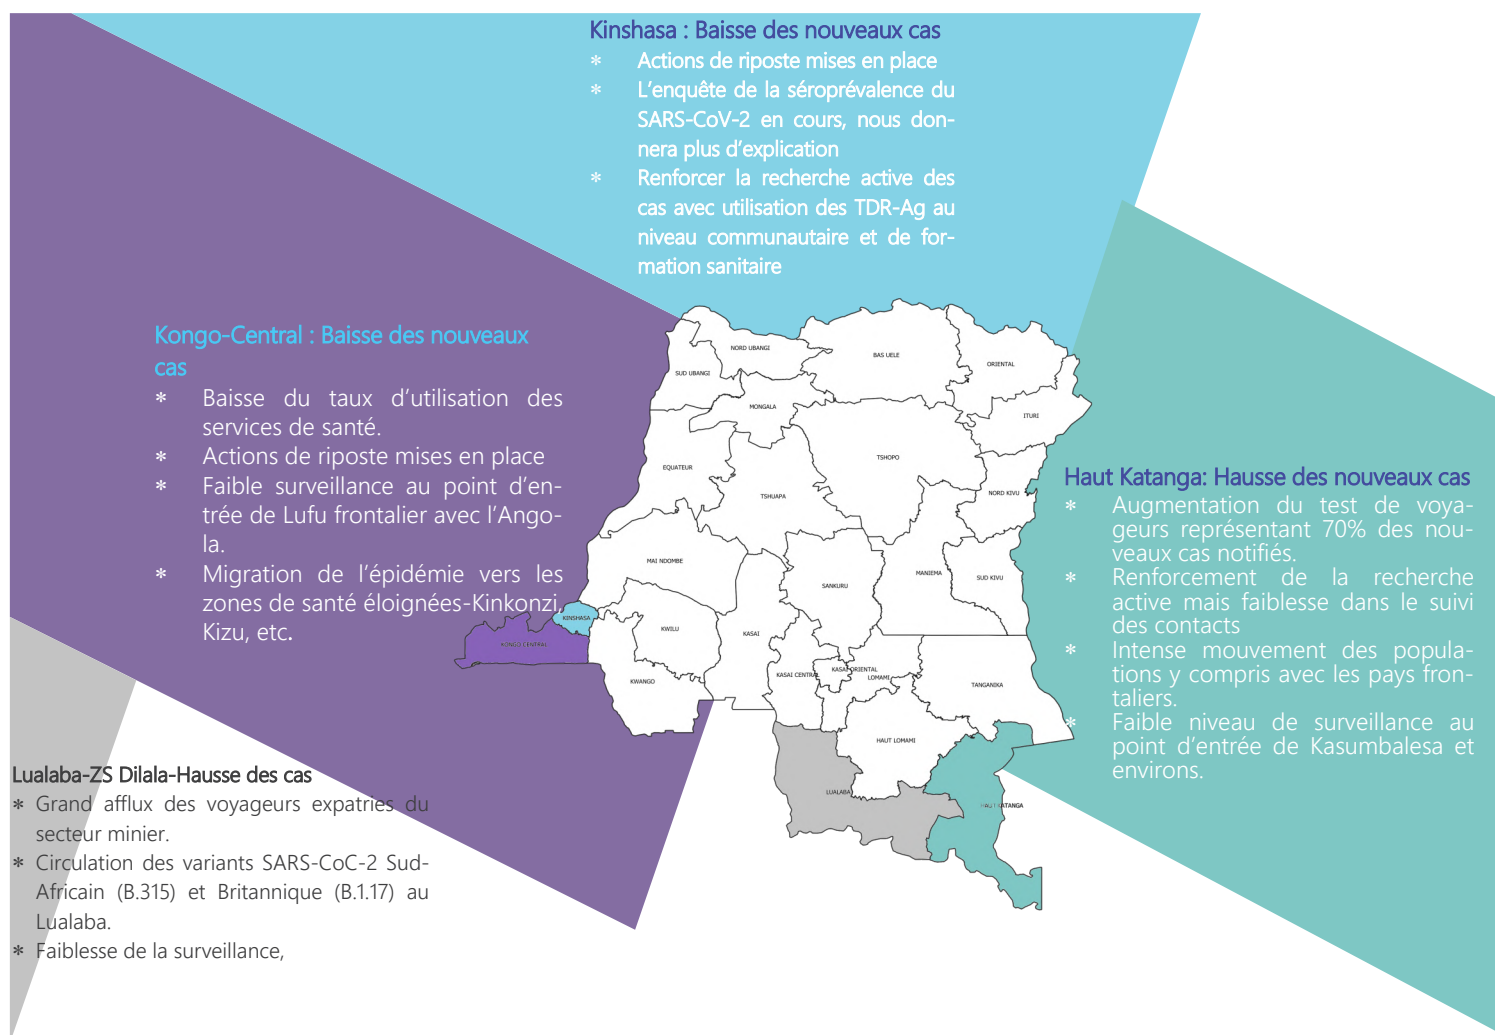 Kinshasa : Baisse des nouveaux cas
* Actions de riposte mises en place
* L'enquête de la séroprévalence du
SARS-CoV-2 en cours, nous don-
nera plus d'explication
* Renforcer la recherche active des
cas avec utilisation des TDR-Ag au
niveau communautaire et de for-
mation sanitaire
Kongo-Central : Baisse des nouveaux
cas
* Baisse du taux d'utilisation des
services de santé.
* Actions de riposte mises en place
* Faible surveillance au point d'en-
trée de Lufu frontalier avec l'Ango-
la.
* Migration de l'épidémie vers les
zones de santé éloignées-Kinkonzi,
Kizu, etc.
Haut Katanga: Hausse des nouveaux cas
* Augmentation du test de voya-
geurs représentant 70% des nou-
veaux cas notifiés.
* Renforcement de la recherche
active mais faiblesse dans le suivi
des contacts
* Intense mouvement des popula-
tions y compris avec les pays fron-
taliers.
* Faible niveau de surveillance au
point d'entrée de Kasumbalesa et
environs.
Lualaba-ZS Dilala-Hausse des cas
* Grand afflux des voyageurs expatries du
secteur minier.
* Circulation des variants SARS-CoC-2 Sud-
Africain (B.315) et Britannique (B.1.17) au
Lualaba.
* Faiblesse de la surveillance,
NORD UBANGI
BAS UELE
ORIENTAL
SUD UBANGI
MONGALA
ITURI
EQUATEUR
TSHOPO
TSHUAPA
NORD KIVU
MAI NDOMBE
SANKURU
MANIEMA
SUD KIVU
KINSHASA
KONGO CENTRAL
KWILU
KASAI
KWANGO
KASAI CENTRAL
KASAI ORIENTAL
LOMAMI
TANGANIKA
HAUT LOMAMI
LUALABA
HAUT KATANGA